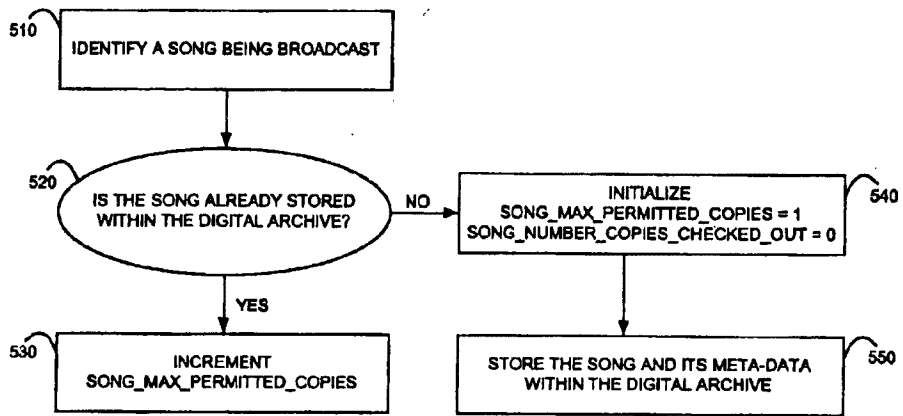 510
IDENTIFY A SONG BEING BROADCAST
520
IS THE SONG ALREADY STORED
WITHIN THE DIGITAL ARCHIVE?
NO
INITIALIZE
SONG_MAX_PERMITTED_COPIES = 1
SONG_NUMBER_COPIES_CHECKED_OUT = 0
540
YES
530
INCREMENT
SONG_MAX_PERMITTED_COPIES
STORE THE SONG AND ITS META-DATA
WITHIN THE DIGITAL ARCHIVE
550